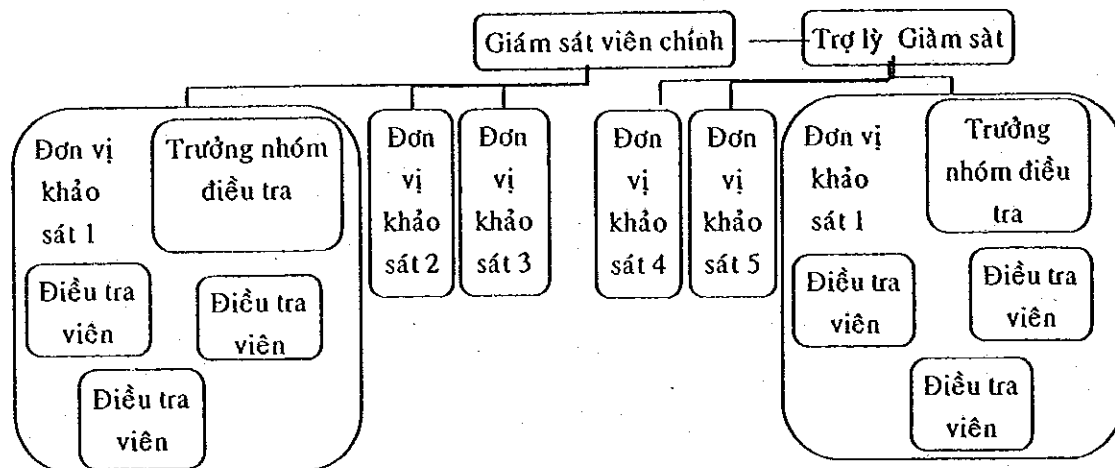 Giám sát viên chính
Trợ lỳ Giàm sàt
Đơn vị
khảo
sát 1
Trưởng nhóm
điều tra
Điều tra
viên
Điều tra
viên
Điều tra
viên
Đơn
vị
khảo
sát 2
Đơn
vị
khảo
sát 3
Đơn
vị
khảo
sát 4
Đơn
vị
khảo
sát 5
Đơn vị
khảo
sát 1
Trưởng
nhóm điều
tra
Điều tra
viên
Điều tra
viên
Điều tra
viên